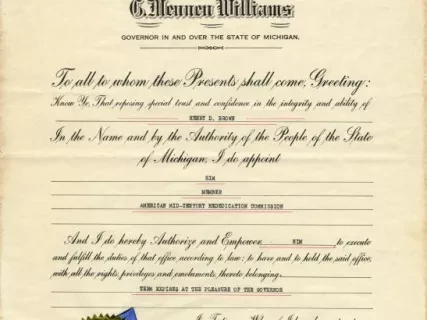 G. Mennen Williams
GOVERNOR IN AND OVER THE STATE OF MICHIGAN.
To all to whom these Presents shall come, Greeting:
Know Ye, That reposing special trust and confidence in the integrity and ability of
HENRY D. BROWN
In the Name and by the Authority of the People of the State
of Michigan, I do appoint
HIM
MEMBER
AMERICAN MID-CENTURY REDEDICATION COMMISSION
And I do hereby Authorize and Empower HIM to execute
and fulfill the duties of that office, according to law; to have and to hold the said office,
with all the rights, privileges and emoluments, thereto belonging.
TERM EXPIRES AT THE PLEASURE OF THE GOVERNOR
In